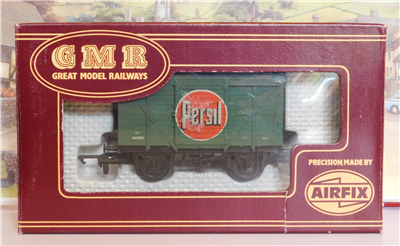 GMR
GREAT MODEL RAILWAYS
Persil
PRECISION MADE BY
AIRFIX